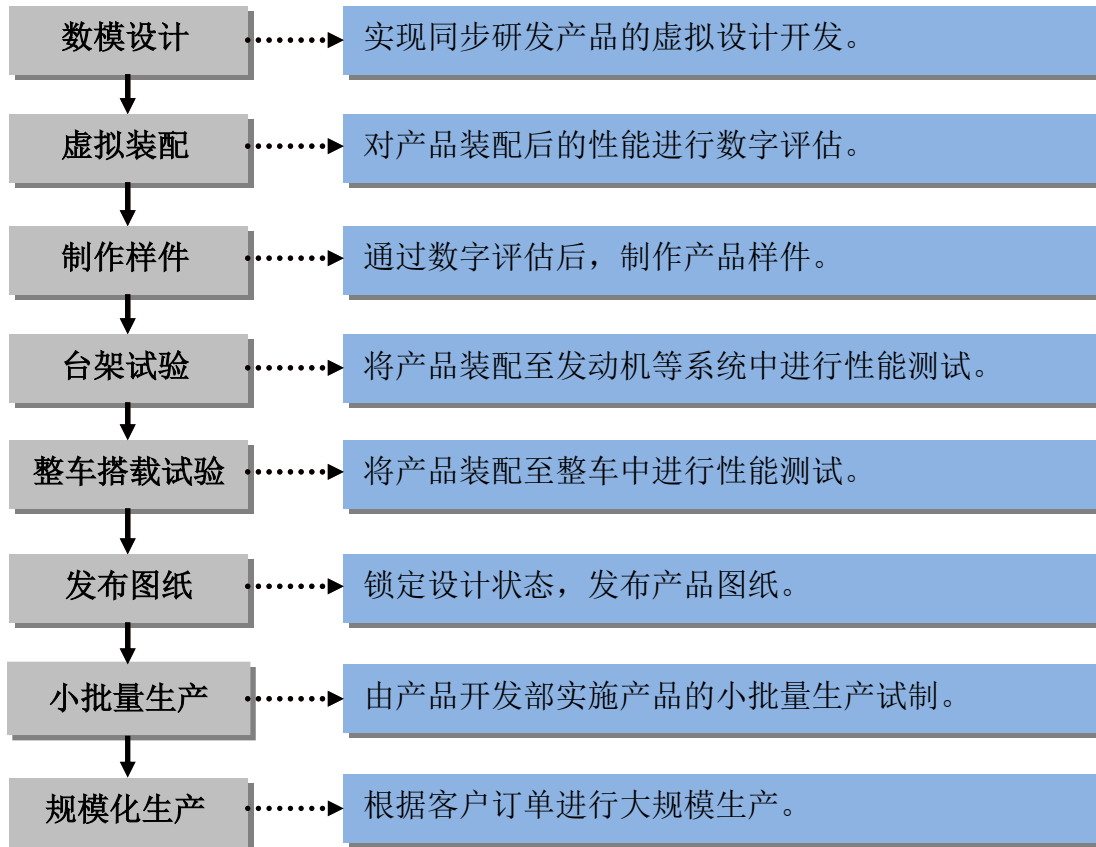 数模设计
实现同步研发产品的虚拟设计开发。
虚拟装配
对产品装配后的性能进行数字评估。
制作样件
通过数字评估后，制作产品样件。
台架试验
将产品装配至发动机等系统中进行性能测试。
整车搭载试验
将产品装配至整车中进行性能测试。
发布图纸
锁定设计状态，发布产品图纸。
小批量生产
由产品开发部实施产品的小批量生产试制。
规模化生产
根据客户订单进行大规模生产。